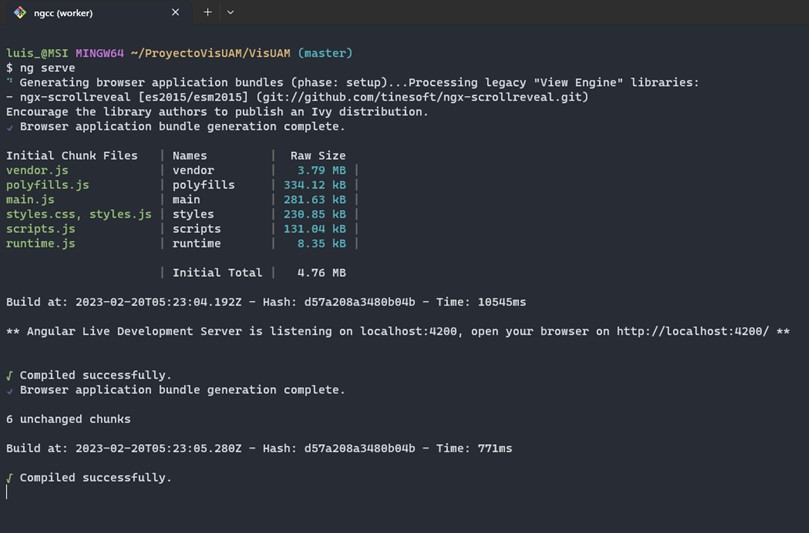 ngcc (worker)
luis_@MSI MINGW64 ~/ProyectoVisUAM/VisUAM (master)
$ ng serve
Generating browser application bundles (phase: setup)...Processing legacy "View Engine" libraries:
- ngx-scrollreveal [es2015/esm2015] (git://github.com/tinesoft/ngx-scrollreveal.git)
Encourage the library authors to publish an Ivy distribution.
✓ Browser application bundle generation complete.
Initial Chunk Files | Names | Raw Size
vendor.js | vendor | 3.79 MB |
polyfills.js | polyfills | 334.12 kB |
main.js | main | 281.63 kB |
styles.css, styles.js | styles | 230.85 kB |
scripts.js | scripts | 131.04 kB |
runtime.js | runtime | 8.35 kB |
| Initial Total | 4.76 MB
Build at: 2023-02-20T05:23:04.192Z - Hash: d57a208a3480b04b - Time: 10545ms
** Angular Live Development Server is listening on localhost:4200, open your browser on http://localhost:4200/ **
√ Compiled successfully.
✓ Browser application bundle generation complete.
6 unchanged chunks
Build at: 2023-02-20T05:23:05.280Z - Hash: d57a208a3480b04b - Time: 771ms
√ Compiled successfully.